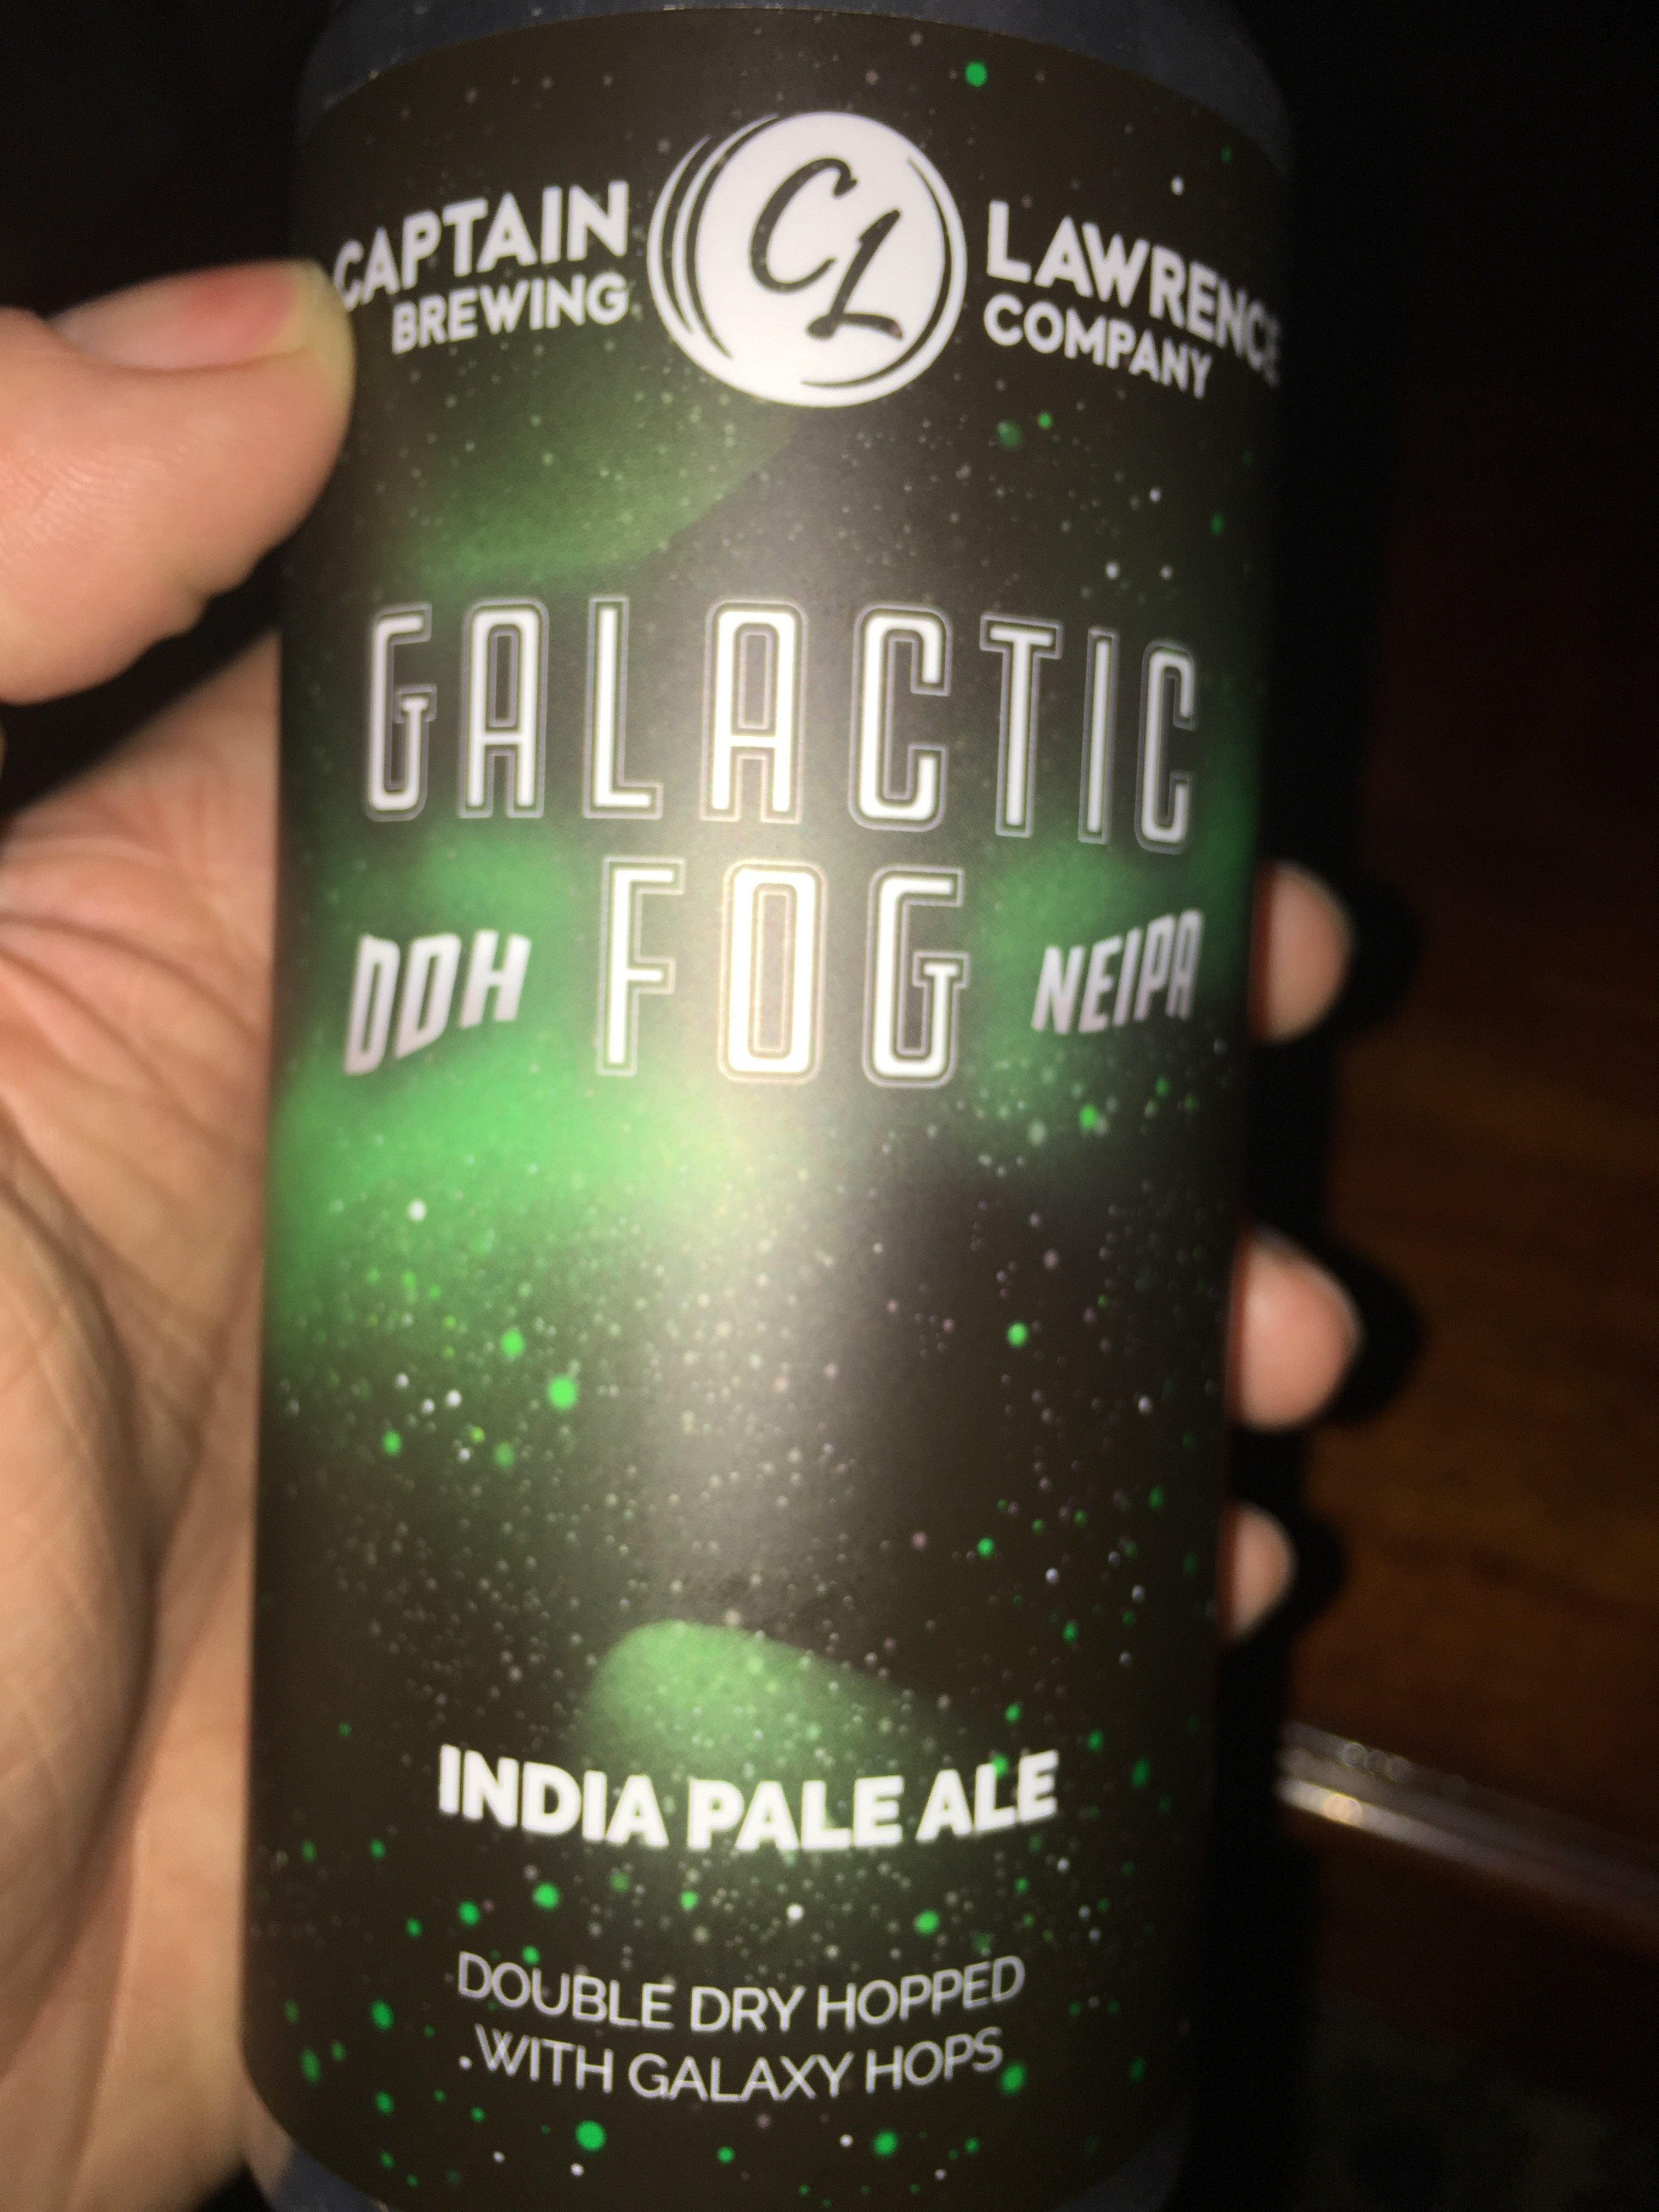 CAPTAIN CL LAWRENCE
BREWING COMPANY
GALACTIC
DDH FOG NEIPA
INDIA PALE ALE
DOUBLE DRY HOPPED
WITH GALAXY HOPS